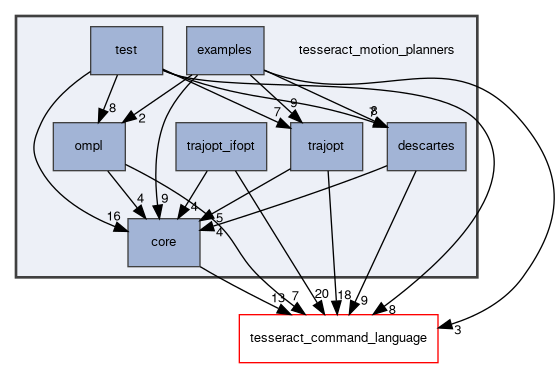 test
examples
tesseract_motion_planners
8
2
7
9
8
ompl
trajopt_ifopt
trajopt
descartes
16
4
9
4
5
4
core
13
7
20
18
9
8
3
tesseract_command_language